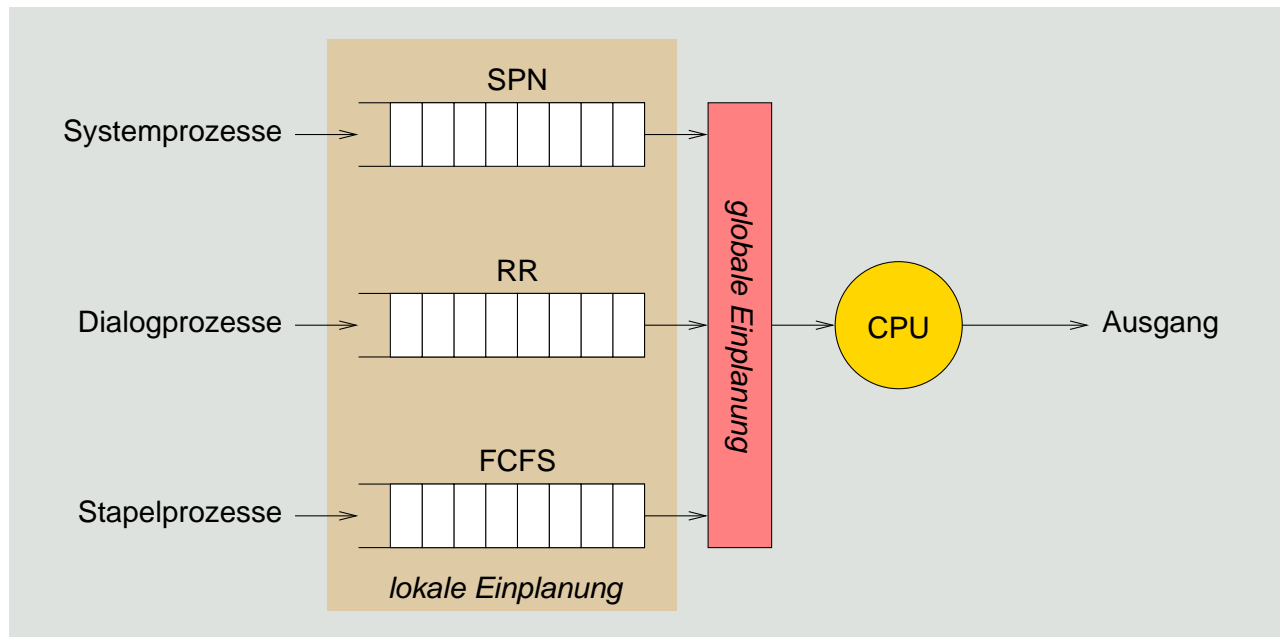 SPN
Systemprozesse
RR
Dialogprozesse
globale Einplanung
CPU
Ausgang
FCFS
Stapelprozesse
lokale Einplanung